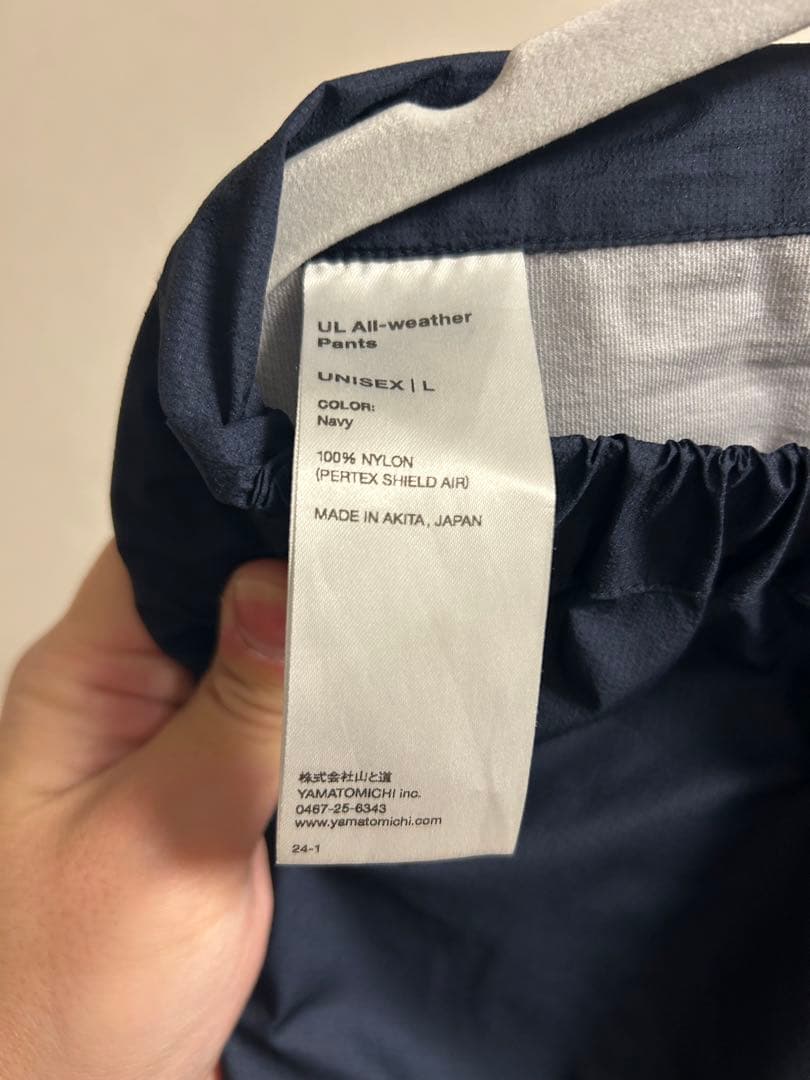 UL All-weather
Pants
UNISEX | L
COLOR:
Navy
100% NYLON
(PERTEX SHIELD AIR)
MADE IN AKITA, JAPAN
株式会社山と道
YAMATOMICHI inc.
0467-25-6343
www.yamatomichi.com
24-1